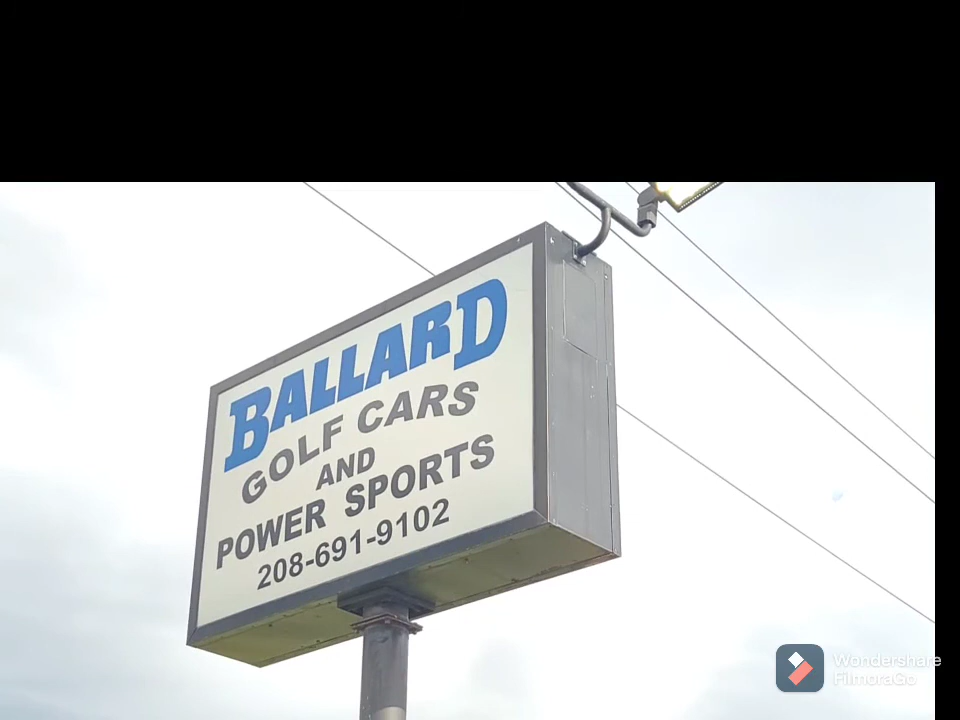 BALLARD
GOLF CARS
AND
POWER SPORTS
208-691-9102
Wondershare
FilmoraGo